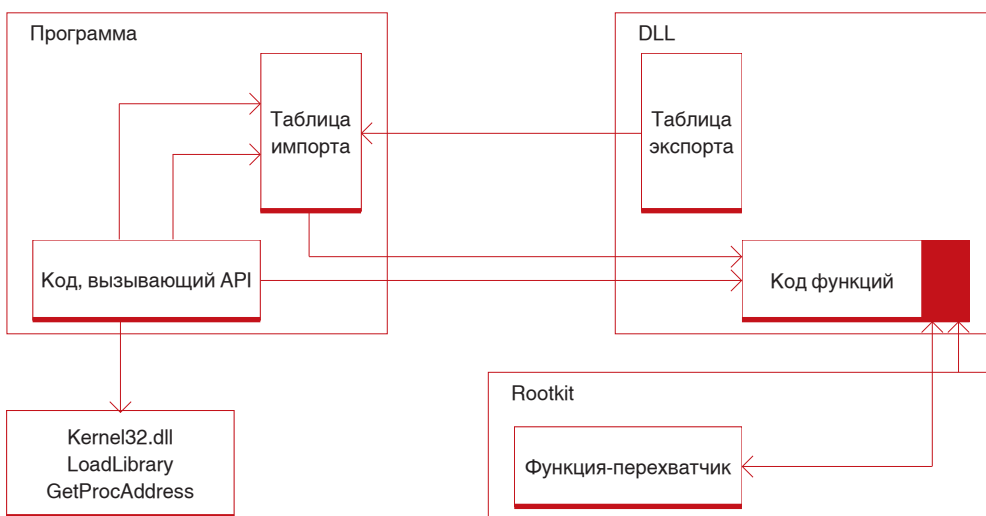 Программа
DLL
Таблица
импорта
Таблица
экспорта
Код, вызывающий API
Код функций
Rootkit
Kernel32.dll
LoadLibrary
GetProcAddress
Функция-перехватчик